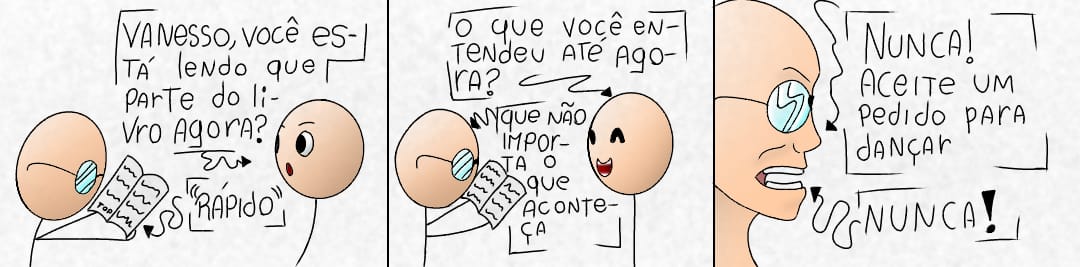 VANESSO, VOCÊ ES-
TÁ lENDO QUE
PARTE DO lI-
VRO AGORA?
"RÁPIDO"
TOP
O QUE VOCÊ EN-
TENDEU ATÉ AGO-
RA?
QUE NÃO
IMPOR-
TA O
QUE
ACONTE-
ÇA
NUNCA!
ACEITE UM
PEDIDO PARA
DANÇAR
NUNCA!